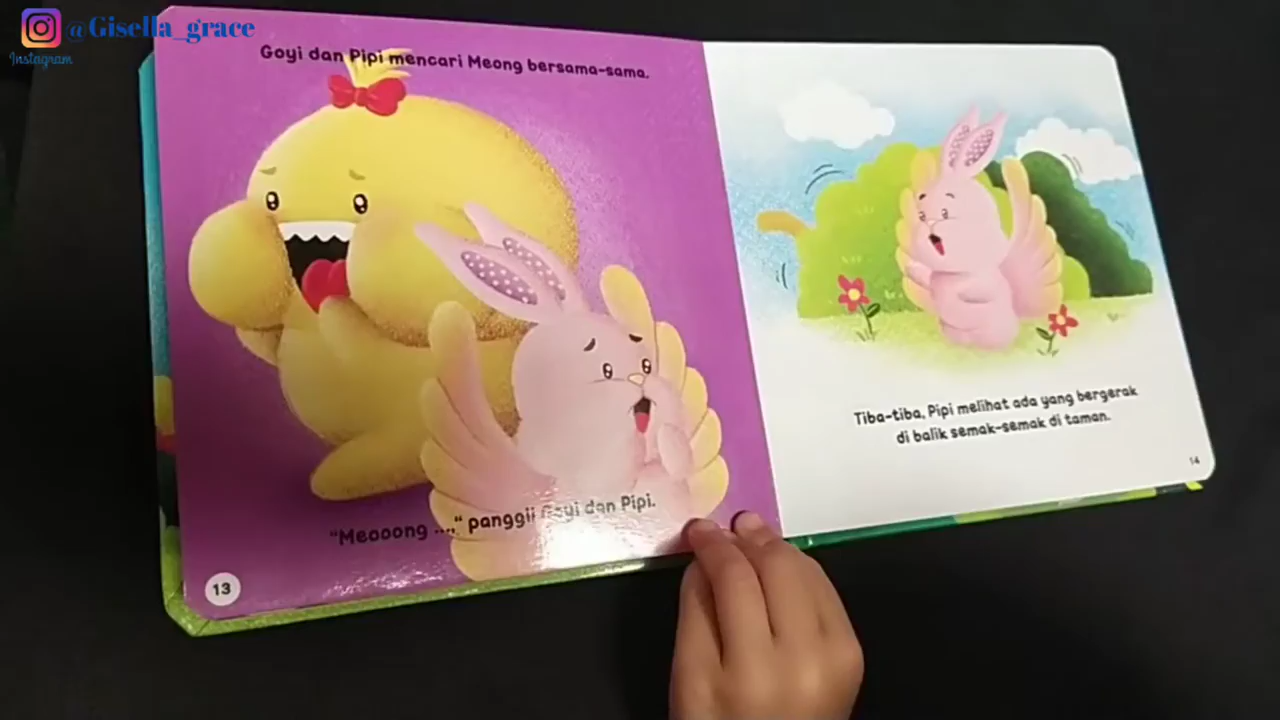 @Gisella_grace
Instagram
Goyi dan Pipi mencari Meong bersama-sama.
"Meooong ....," panggil Goyi dan Pipi.
13
Tiba-tiba, Pipi melihat ada yang bergerak
di balik semak-semak di taman.
14